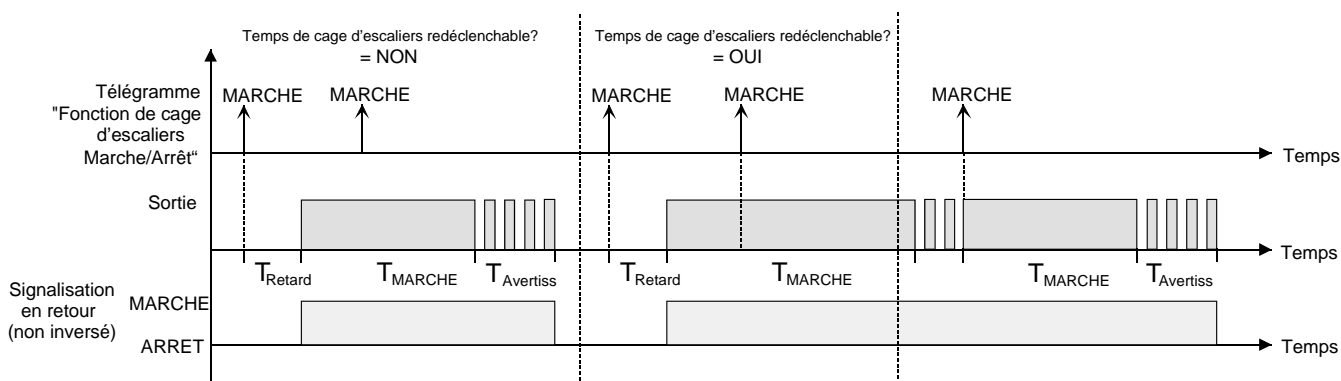 Temps de cage d'escaliers redéclenchable?
= NON
Temps de cage d'escaliers redéclenchable?
= OUI
Télégramme
"Fonction de cage
d'escaliers
Marche/Arrêt“
MARCHE
MARCHE
MARCHE
MARCHE
MARCHE
Temps
Sortie
Temps
TRetard
TMARCHE
TAvertiss
TRetard
TMARCHE
TMARCHE
TAvertiss
Signalisation
en retour
(non inversé)
MARCHE
ARRET
Temps